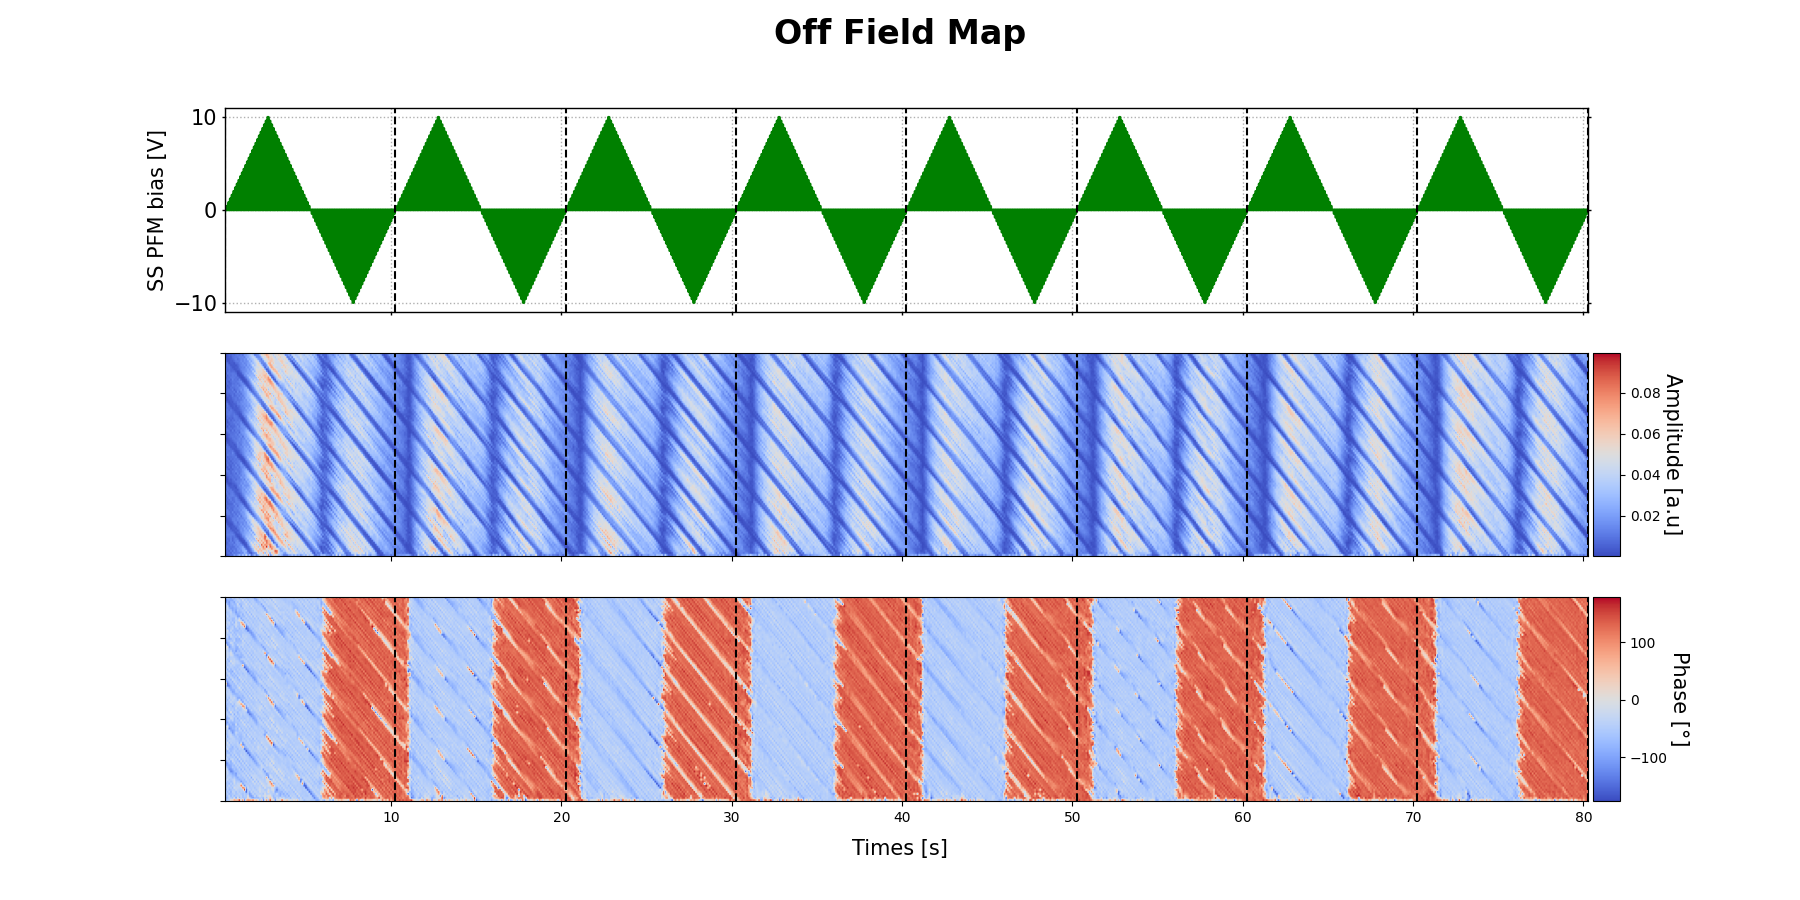 Off Field Map
SS PFM bias [V]
10
0
−10
Amplitude [a.u]
0.08
0.06
0.04
0.02
Phase [°]
100
0
−100
10 20 30 40 50 60 70 80
Times [s]